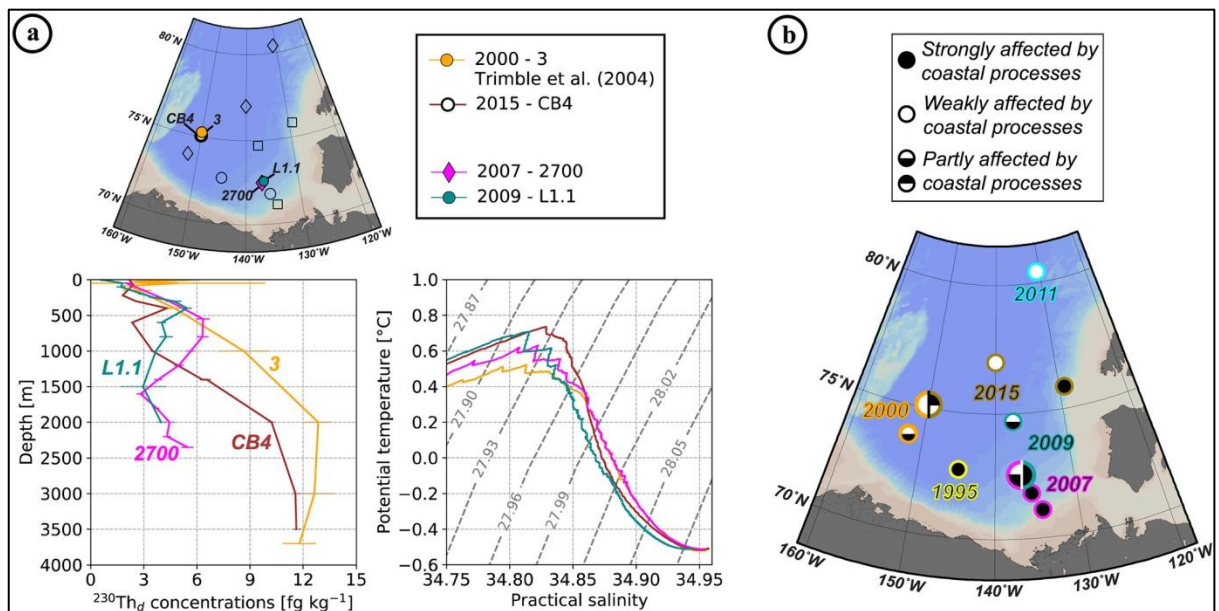 a
80°N
75°N
70°N
160°W
150°W
140°W
130°W
120°W
CB4
3
L1.1
2700
2000 - 3
Trimble et al. (2004)
2015 - CB4
2007 - 2700
2009 - L1.1
0
500
1000
1500
2000
2500
3000
3500
4000
Depth [m]
L1.1
3
CB4
2700
0 3 6 9 12 15
²³⁰Th_d concentrations [fg kg⁻¹]
1.0
0.8
0.6
0.4
0.2
0.0
−0.2
−0.4
−0.6
Potential temperature [°C]
27.87
27.90
27.93
27.96
27.99
28.02
28.05
34.75 34.80 34.85 34.90 34.95
Practical salinity
b
Strongly affected by
coastal processes
Weakly affected by
coastal processes
Partly affected by
coastal processes
80°N
75°N
70°N
160°W
150°W
140°W
130°W
120°W
2011
2015
2000
2009
1995
2007